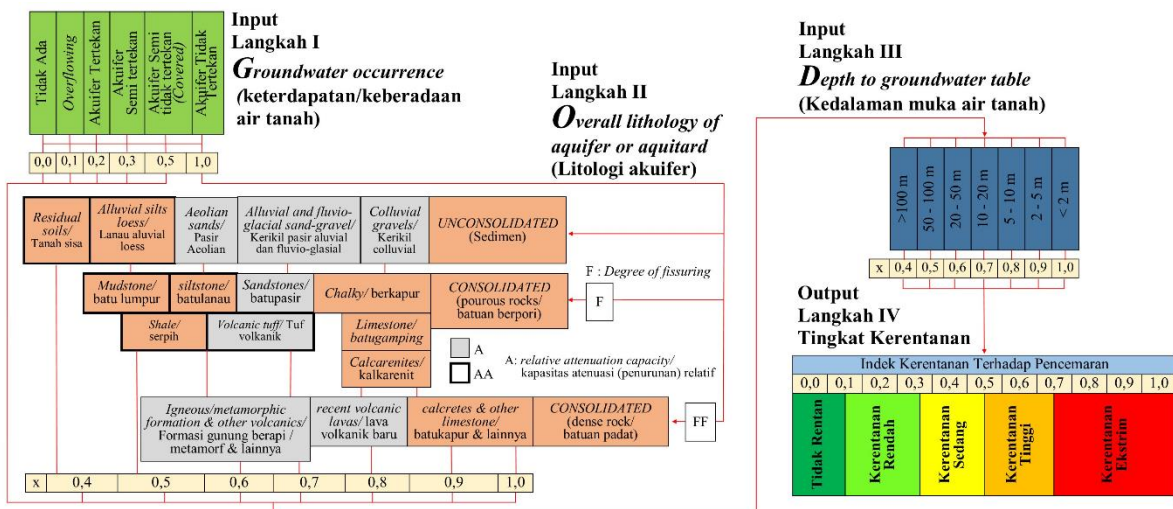 Tidak Ada
Overflowing
Akuifer Tertekan
Akuifer
Semi tertekan
Akuifer Semi
tidak tertekan
(Covered)
Akuifer Tidak
Tertekan
0,0 0,1 0,2 0,3 0,5 1,0
Input
Langkah I
Groundwater occurrence
(keterdapatan/keberadaan
air tanah)
Input
Langkah II
Overall lithology of
aquifer or aquitard
(Litologi akuifer)
Residual
soils/
Tanah sisa
Alluvial silts
loess/
Lanau aluvial
loess
Aeolian
sands/
Pasir
Aeolian
Alluvial and fluvio-
glacial sand-gravel/
Kerikil pasir aluvial
dan fluvio-glasial
Colluvial
gravels/
Kerikil
colluvial
UNCONSOLIDATED
(Sedimen)
Mudstone/
batu lumpur
siltstone/
batulanau
Sandstones/
batupasir
Chalky/ berkapur
CONSOLIDATED
(pourous rocks/
batuan berpori)
F : Degree of fissuring
F
Shale/
serpih
Volcanic tuff/ Tuf
volkanik
Limestone/
batugamping
Calcarenites/
kalkarenit
A
AA
A: relative attenuation capacity/
kapasitas atenuasi (penurunan) relatif
Igneous/metamorphic
formation & other volcanics/
Formasi gunung berapi /
metamorf & lainnya
recent volcanic
lavas/ lava
volkanik baru
calcretes & other
limestone/
batukapur & lainnya
CONSOLIDATED
(dense rock/
batuan padat)
FF
x 0,4 0,5 0,6 0,7 0,8 0,9 1,0
Input
Langkah III
Depth to groundwater table
(Kedalaman muka air tanah)
>100 m
50 - 100 m
20 - 50 m
10 - 20 m
5 - 10 m
2 - 5 m
< 2 m
x 0,4 0,5 0,6 0,7 0,8 0,9 1,0
Output
Langkah IV
Tingkat Kerentanan
Indek Kerentanan Terhadap Pencemaran
0,0 0,1 0,2 0,3 0,4 0,5 0,6 0,7 0,8 0,9 1,0
Tidak Rentan
Kerentanan
Rendah
Kerentanan
Sedang
Kerentanan
Tinggi
Kerentanan
Ekstrim